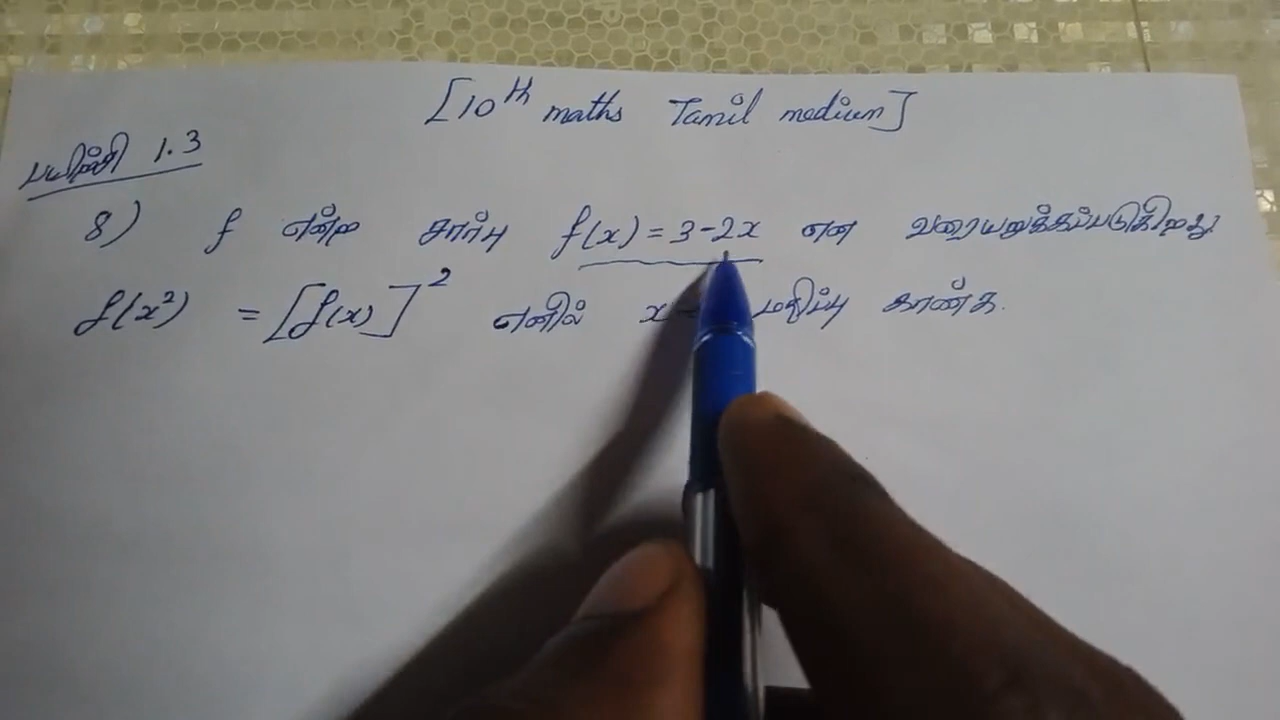 [10th maths Tamil medium]
பயிற்சி 1.3
8) f என்ற சார்பு f(x) = 3-2x என வரையறுக்கப்படுகிறது
f(x²) = [f(x)]² எனில் x- மதிப்பு காண்க.